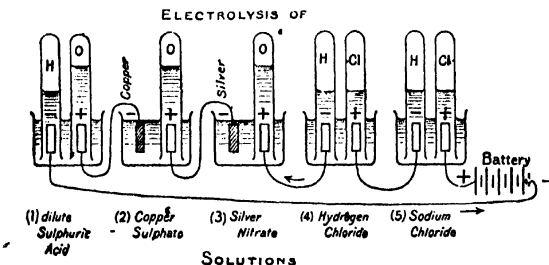 ELECTROLYSIS OF
H O Copper O Silver O H Cl H Cl
− + − + − + − + − +
Battery
+ −
(1) dilute Sulphuric Acid
(2) Copper Sulphate
(3) Silver Nitrate
(4) Hydrogen Chloride
(5) Sodium Chloride
SOLUTIONS